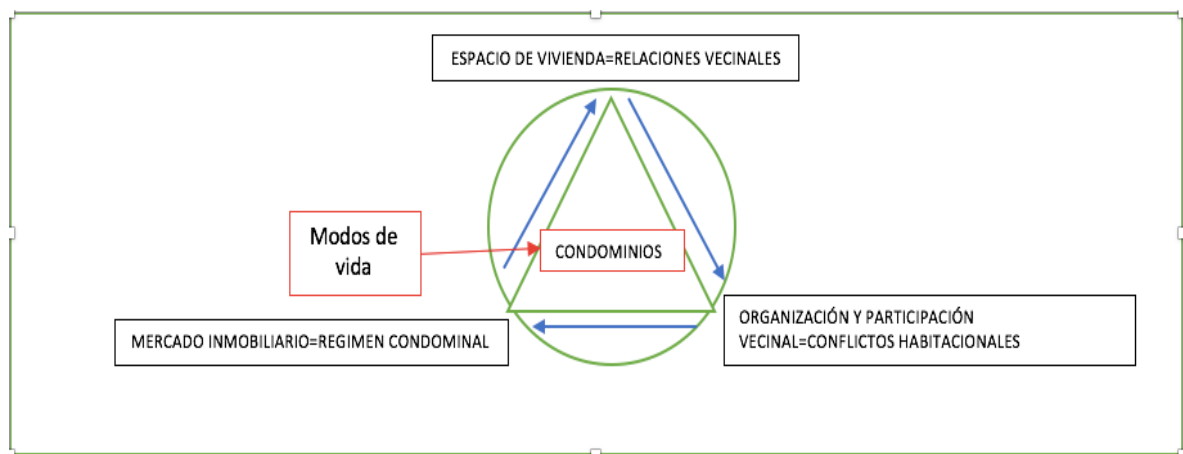 ESPACIO DE VIVIENDA=RELACIONES VECINALES
Modos de
vida
CONDOMINIOS
MERCADO INMOBILIARIO=REGIMEN CONDOMINAL
ORGANIZACIÓN Y PARTICIPACIÓN
VECINAL=CONFLICTOS HABITACIONALES